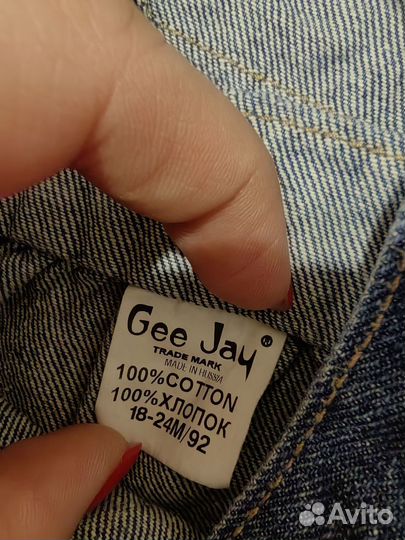 Gee Jay ®
TRADE MARK
MADE IN RUSSIA
100%COTTON
100%ХЛОПОК
18-24M/92
Avito